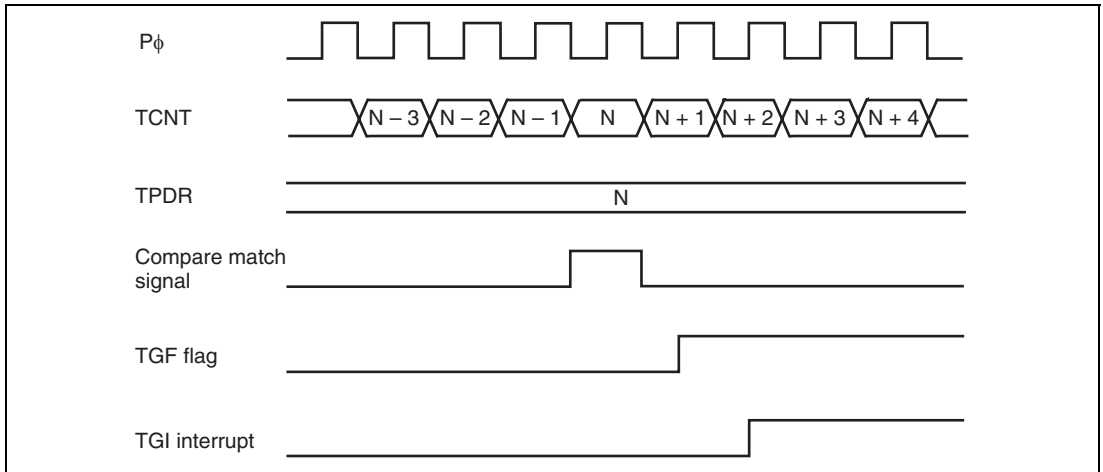 Pϕ
TCNT
N – 3 N – 2 N – 1 N N + 1 N + 2 N + 3 N + 4
TPDR
N
Compare match
signal
TGF flag
TGI interrupt